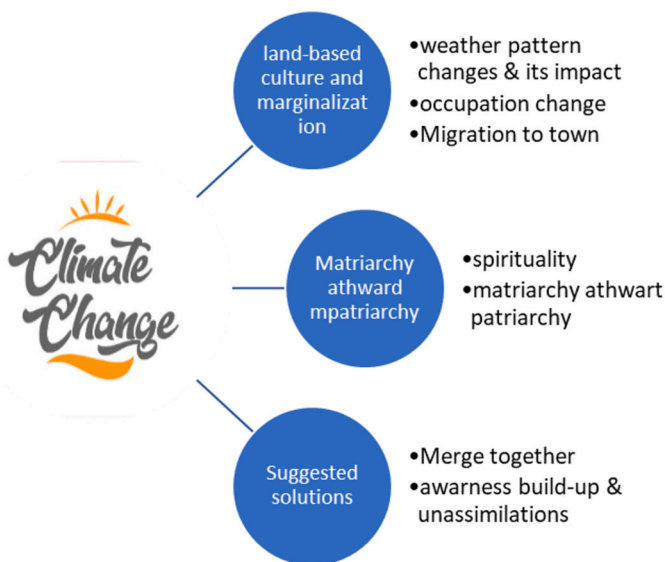 Climate
Change
land-based
culture and
marginalizat
ion
•weather pattern
changes & its impact
•occupation change
•Migration to town
Matriarchy
athward
mpatriarchy
•spirituality
•matriarchy athwart
patriarchy
Suggested
solutions
•Merge together
•awarness build-up &
unassimilations